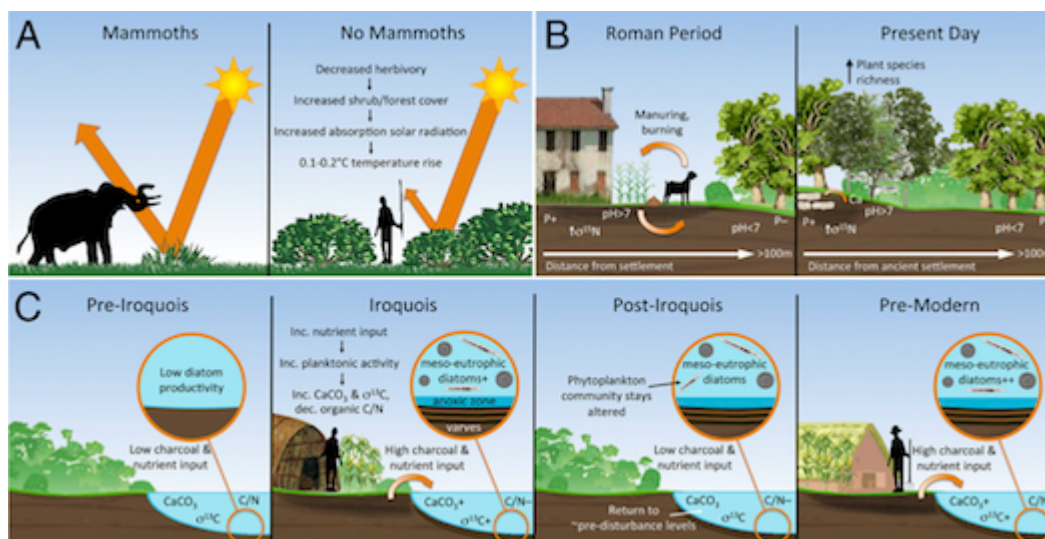 A
Mammoths
No Mammoths
Decreased herbivory
Increased shrub/forest cover
Increased absorption solar radiation
0.1-0.2°C temperature rise
B
Roman Period
Manuring,
burning
P+
pH>7
pH<7
P−
↑σ¹⁵N
>100m
Distance from settlement
Present Day
Plant species
richness
Ca
P+
pH>7
pH<7
P−
↑σ¹⁵N
>100m
Distance from ancient settlement
C
Pre-Iroquois
Low diatom
productivity
Low charcoal &
nutrient input
CaCO₃
C/N
σ¹³C
Iroquois
Inc. nutrient input
Inc. planktonic activity
Inc. CaCO₃ & σ¹³C,
dec. organic C/N
meso-eutrophic
diatoms+
anoxic zone
varves
High charcoal &
nutrient input
CaCO₃+
C/N−
σ¹³C+
Post-Iroquois
Phytoplankton
community stays
altered
meso-eutrophic
diatoms
Low charcoal &
nutrient input
CaCO₃
C/N−
σ¹³C
Return to
~pre-disturbance levels
Pre-Modern
meso-eutrophic
diatoms++
High charcoal &
nutrient input
CaCO₃+
C/N−
σ¹³C+